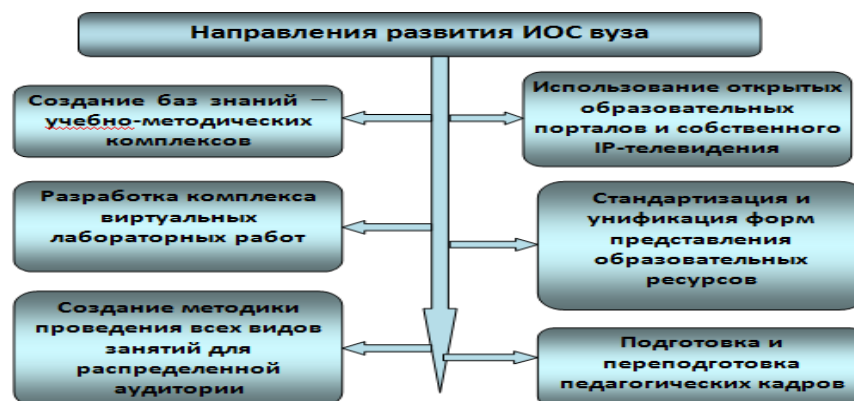 Направления развития ИОС вуза
Создание баз знаний —
учебно-методических
комплексов
Использование открытых
образовательных
порталов и собственного
IP-телевидения
Разработка комплекса
виртуальных
лабораторных работ
Стандартизация и
унификация форм
представления
образовательных
ресурсов
Создание методики
проведения всех видов
занятий для
распределенной
аудитории
Подготовка и
переподготовка
педагогических кадров